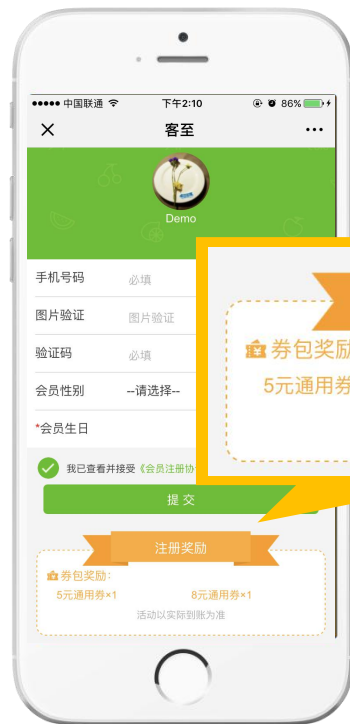 中国联通 下午2:10 86%
客至
Demo
手机号码 必填
图片验证 图片验证
验证码 必填
会员性别 --请选择--
*会员生日
券包奖励
5元通用券
我已查看并接受《会员注册协
提交
注册奖励
券包奖励:
5元通用券×1 8元通用券×1
活动以实际到账为准